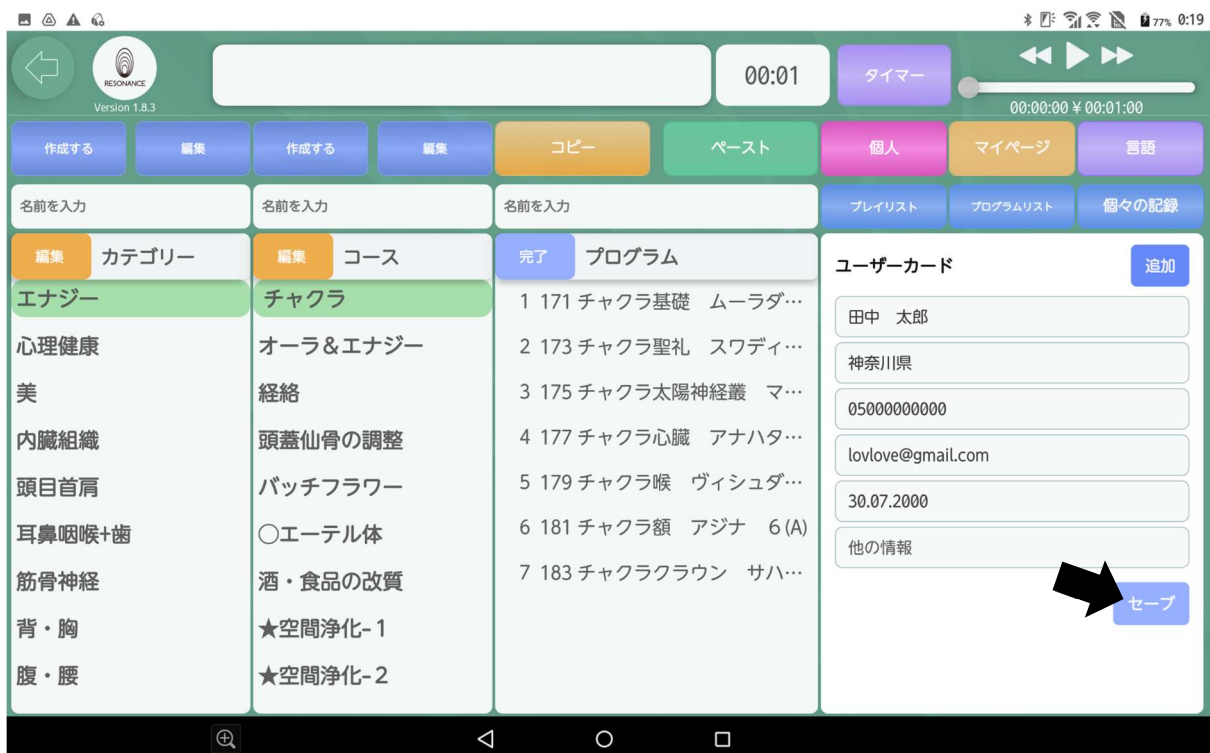 77% 0:19
RESONANCE
Version 1.8.3
00:01
タイマー
00:00:00 ¥ 00:01:00
作成する
編集
作成する
編集
コピー
ペースト
個人
マイページ
言語
名前を入力
名前を入力
名前を入力
プレイリスト
プログラムリスト
個々の記録
編集
カテゴリー
エナジー
心理健康
美
内臓組織
頭目首肩
耳鼻咽喉+歯
筋骨神経
背・胸
腹・腰
編集
コース
チャクラ
オーラ&エナジー
経絡
頭蓋仙骨の調整
バッチフラワー
○エーテル体
酒・食品の改質
★空間浄化-1
★空間浄化-2
完了
プログラム
1 171 チャクラ基礎　ムーラダ…
2 173 チャクラ聖礼　スワディ…
3 175 チャクラ太陽神経叢　マ…
4 177 チャクラ心臓　アナハタ…
5 179 チャクラ喉　ヴィシュダ…
6 181 チャクラ額　アジナ　6(A)
7 183 チャクラクラウン　サハ…
ユーザーカード
追加
田中　太郎
神奈川県
05000000000
lovlove@gmail.com
30.07.2000
他の情報
セーブ